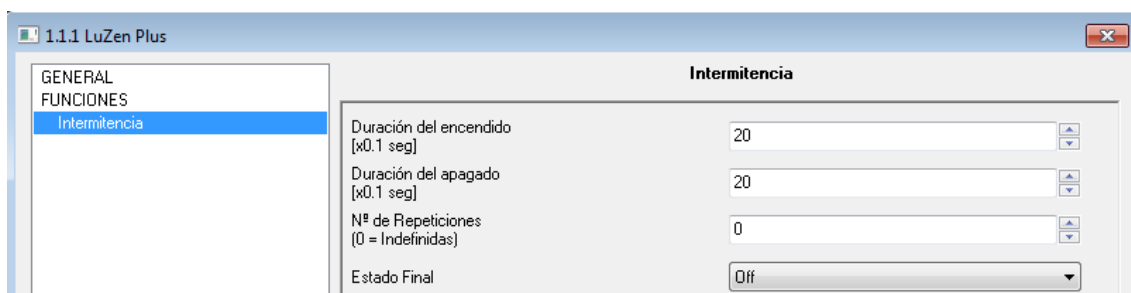 1.1.1 LuZen Plus
GENERAL
FUNCIONES
Intermitencia
Intermitencia
Duración del encendido
[x0.1 seg]
20
Duración del apagado
[x0.1 seg]
20
Nº de Repeticiones
(0 = Indefinidas)
0
Estado Final
Off